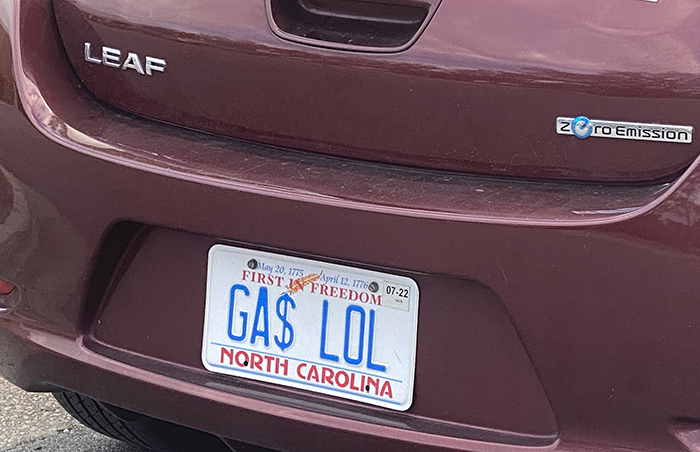 LEAF
Zero Emission
May 20, 1775 April 12, 1776
FIRST IN FREEDOM
07-22
GA$ LOL
NORTH CAROLINA